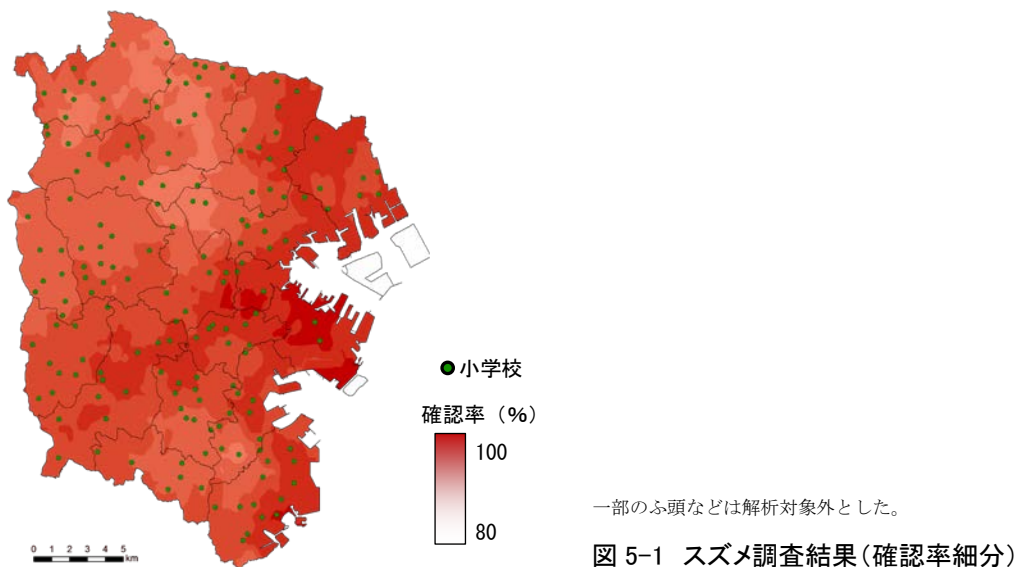 小学校
確認率（%）
100
80
0 1 2 3 4 5
km
一部のふ頭などは解析対象外とした。
図 5-1 スズメ調査結果(確認率細分)